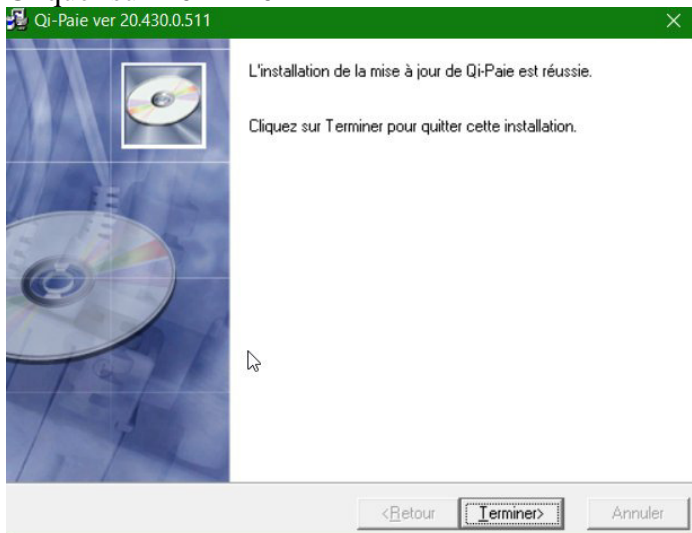 Qi-Paie ver 20.430.0.511
L'installation de la mise à jour de Qi-Paie est réussie.
Cliquez sur Terminer pour quitter cette installation.
<Retour
Terminer>
Annuler